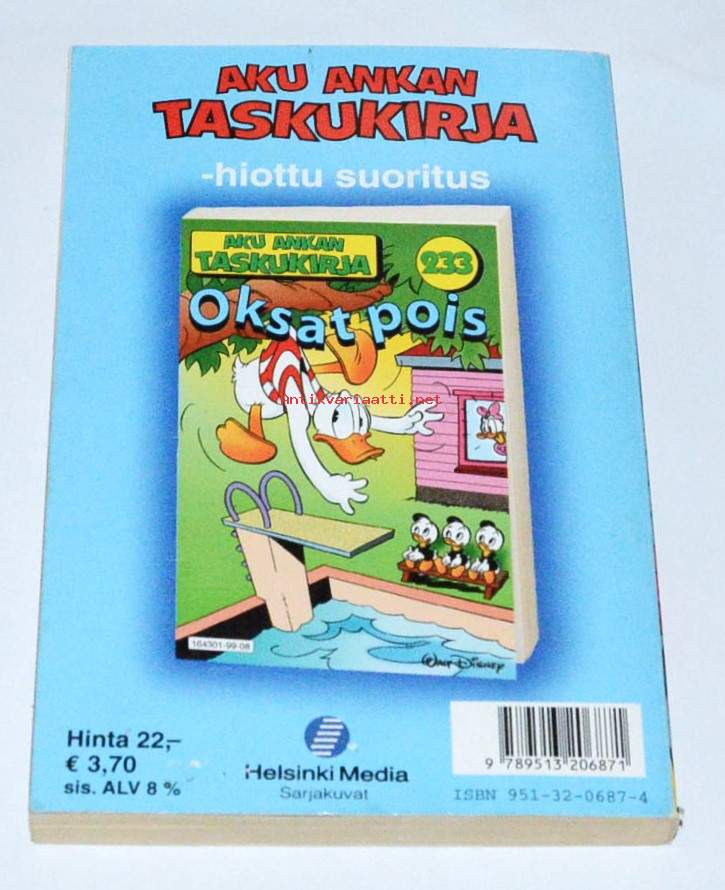 AKU ANKAN
TASKUKIRJA
-hiottu suoritus
AKU ANKAN
TASKUKIRJA
233
Oksat pois
Antikvariaatti.net
164301-99-08
WALT DISNEY
Hinta 22,-
€ 3,70
sis. ALV 8 %
Helsinki Media
Sarjakuvat
9 789513 206871
ISBN 951-32-0687-4